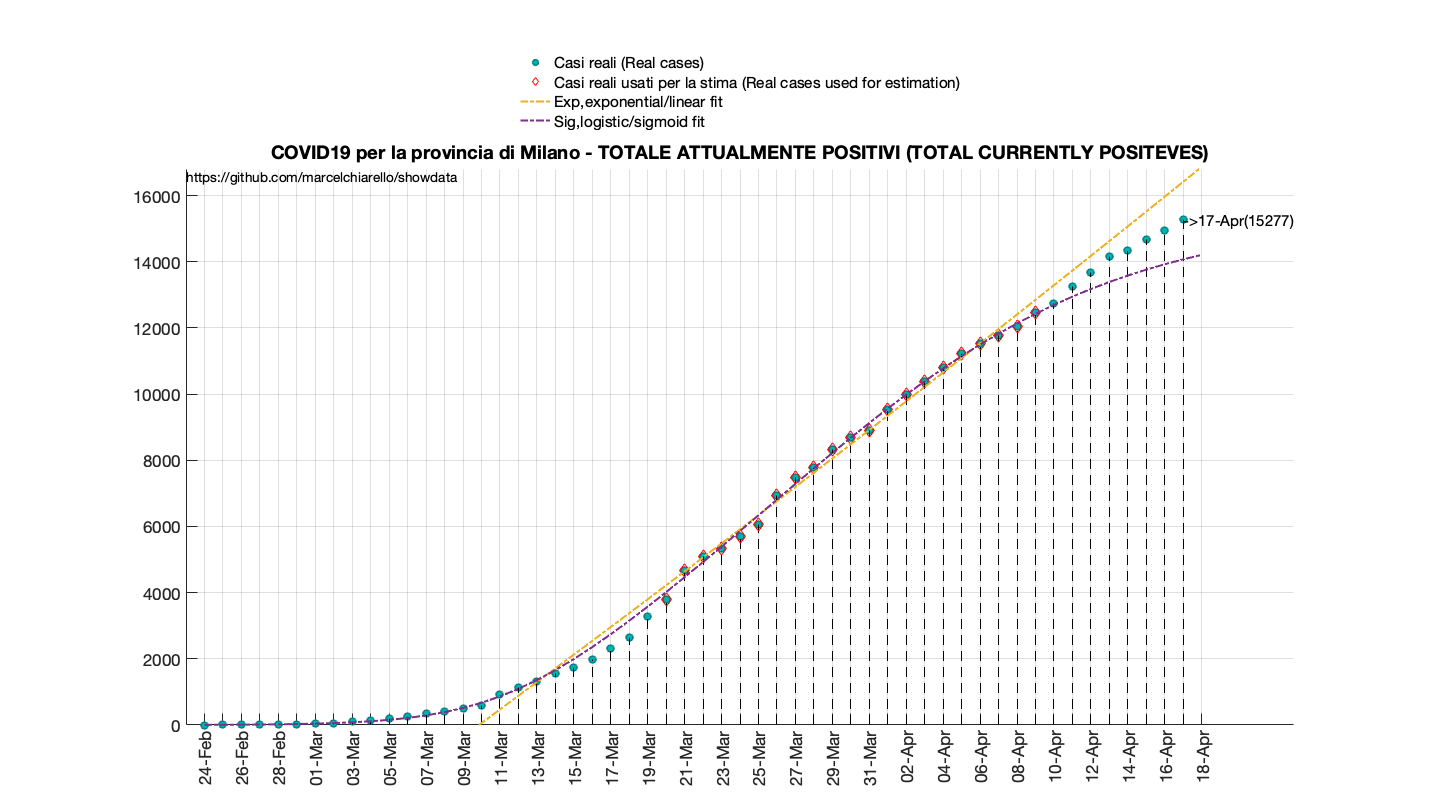 Casi reali (Real cases)
Casi reali usati per la stima (Real cases used for estimation)
Exp,exponential/linear fit
Sig,logistic/sigmoid fit
COVID19 per la provincia di Milano - TOTALE ATTUALMENTE POSITIVI (TOTAL CURRENTLY POSITEVES)
https://github.com/marcelchiarello/showdata
16000
->17-Apr(15277)
14000
12000
10000
8000
6000
4000
2000
0
24-Feb
26-Feb
28-Feb
01-Mar
03-Mar
05-Mar
07-Mar
09-Mar
11-Mar
13-Mar
15-Mar
17-Mar
19-Mar
21-Mar
23-Mar
25-Mar
27-Mar
29-Mar
31-Mar
02-Apr
04-Apr
06-Apr
08-Apr
10-Apr
12-Apr
14-Apr
16-Apr
18-Apr